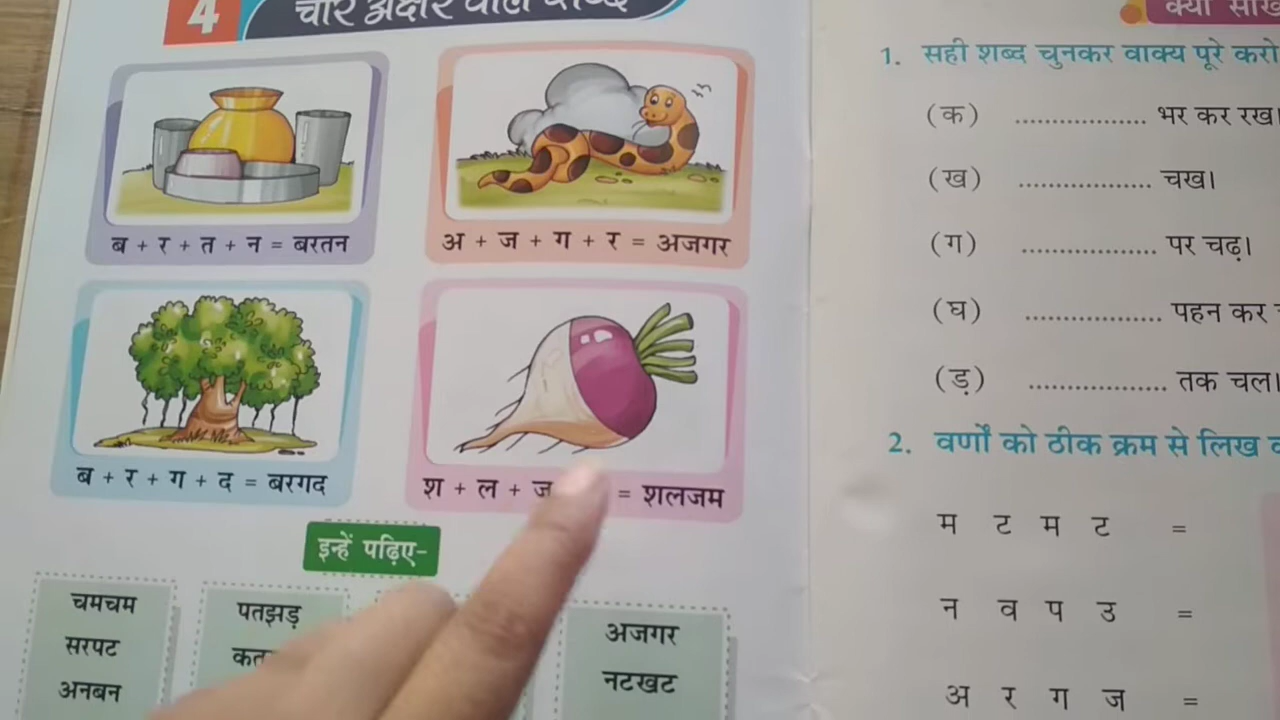 4 चार अक्षर वाले शब्द
ब + र + त + न = बरतन
अ + ज + ग + र = अजगर
ब + र + ग + द = बरगद
श + ल + ज = शलजम
इन्हें पढ़िए-
चमचम
सरपट
अनबन
पतझड़
अजगर
नटखट
क्या
1. सही शब्द चुनकर वाक्य पूरे करो
(क) .................. भर कर रख।
(ख) .................. चख।
(ग) .................. पर चढ़।
(घ) .................. पहन कर
(ड़) .................. तक चल।
2. वर्णों को ठीक क्रम से लिख
म ट म ट =
न व प उ =
अ र ग ज =